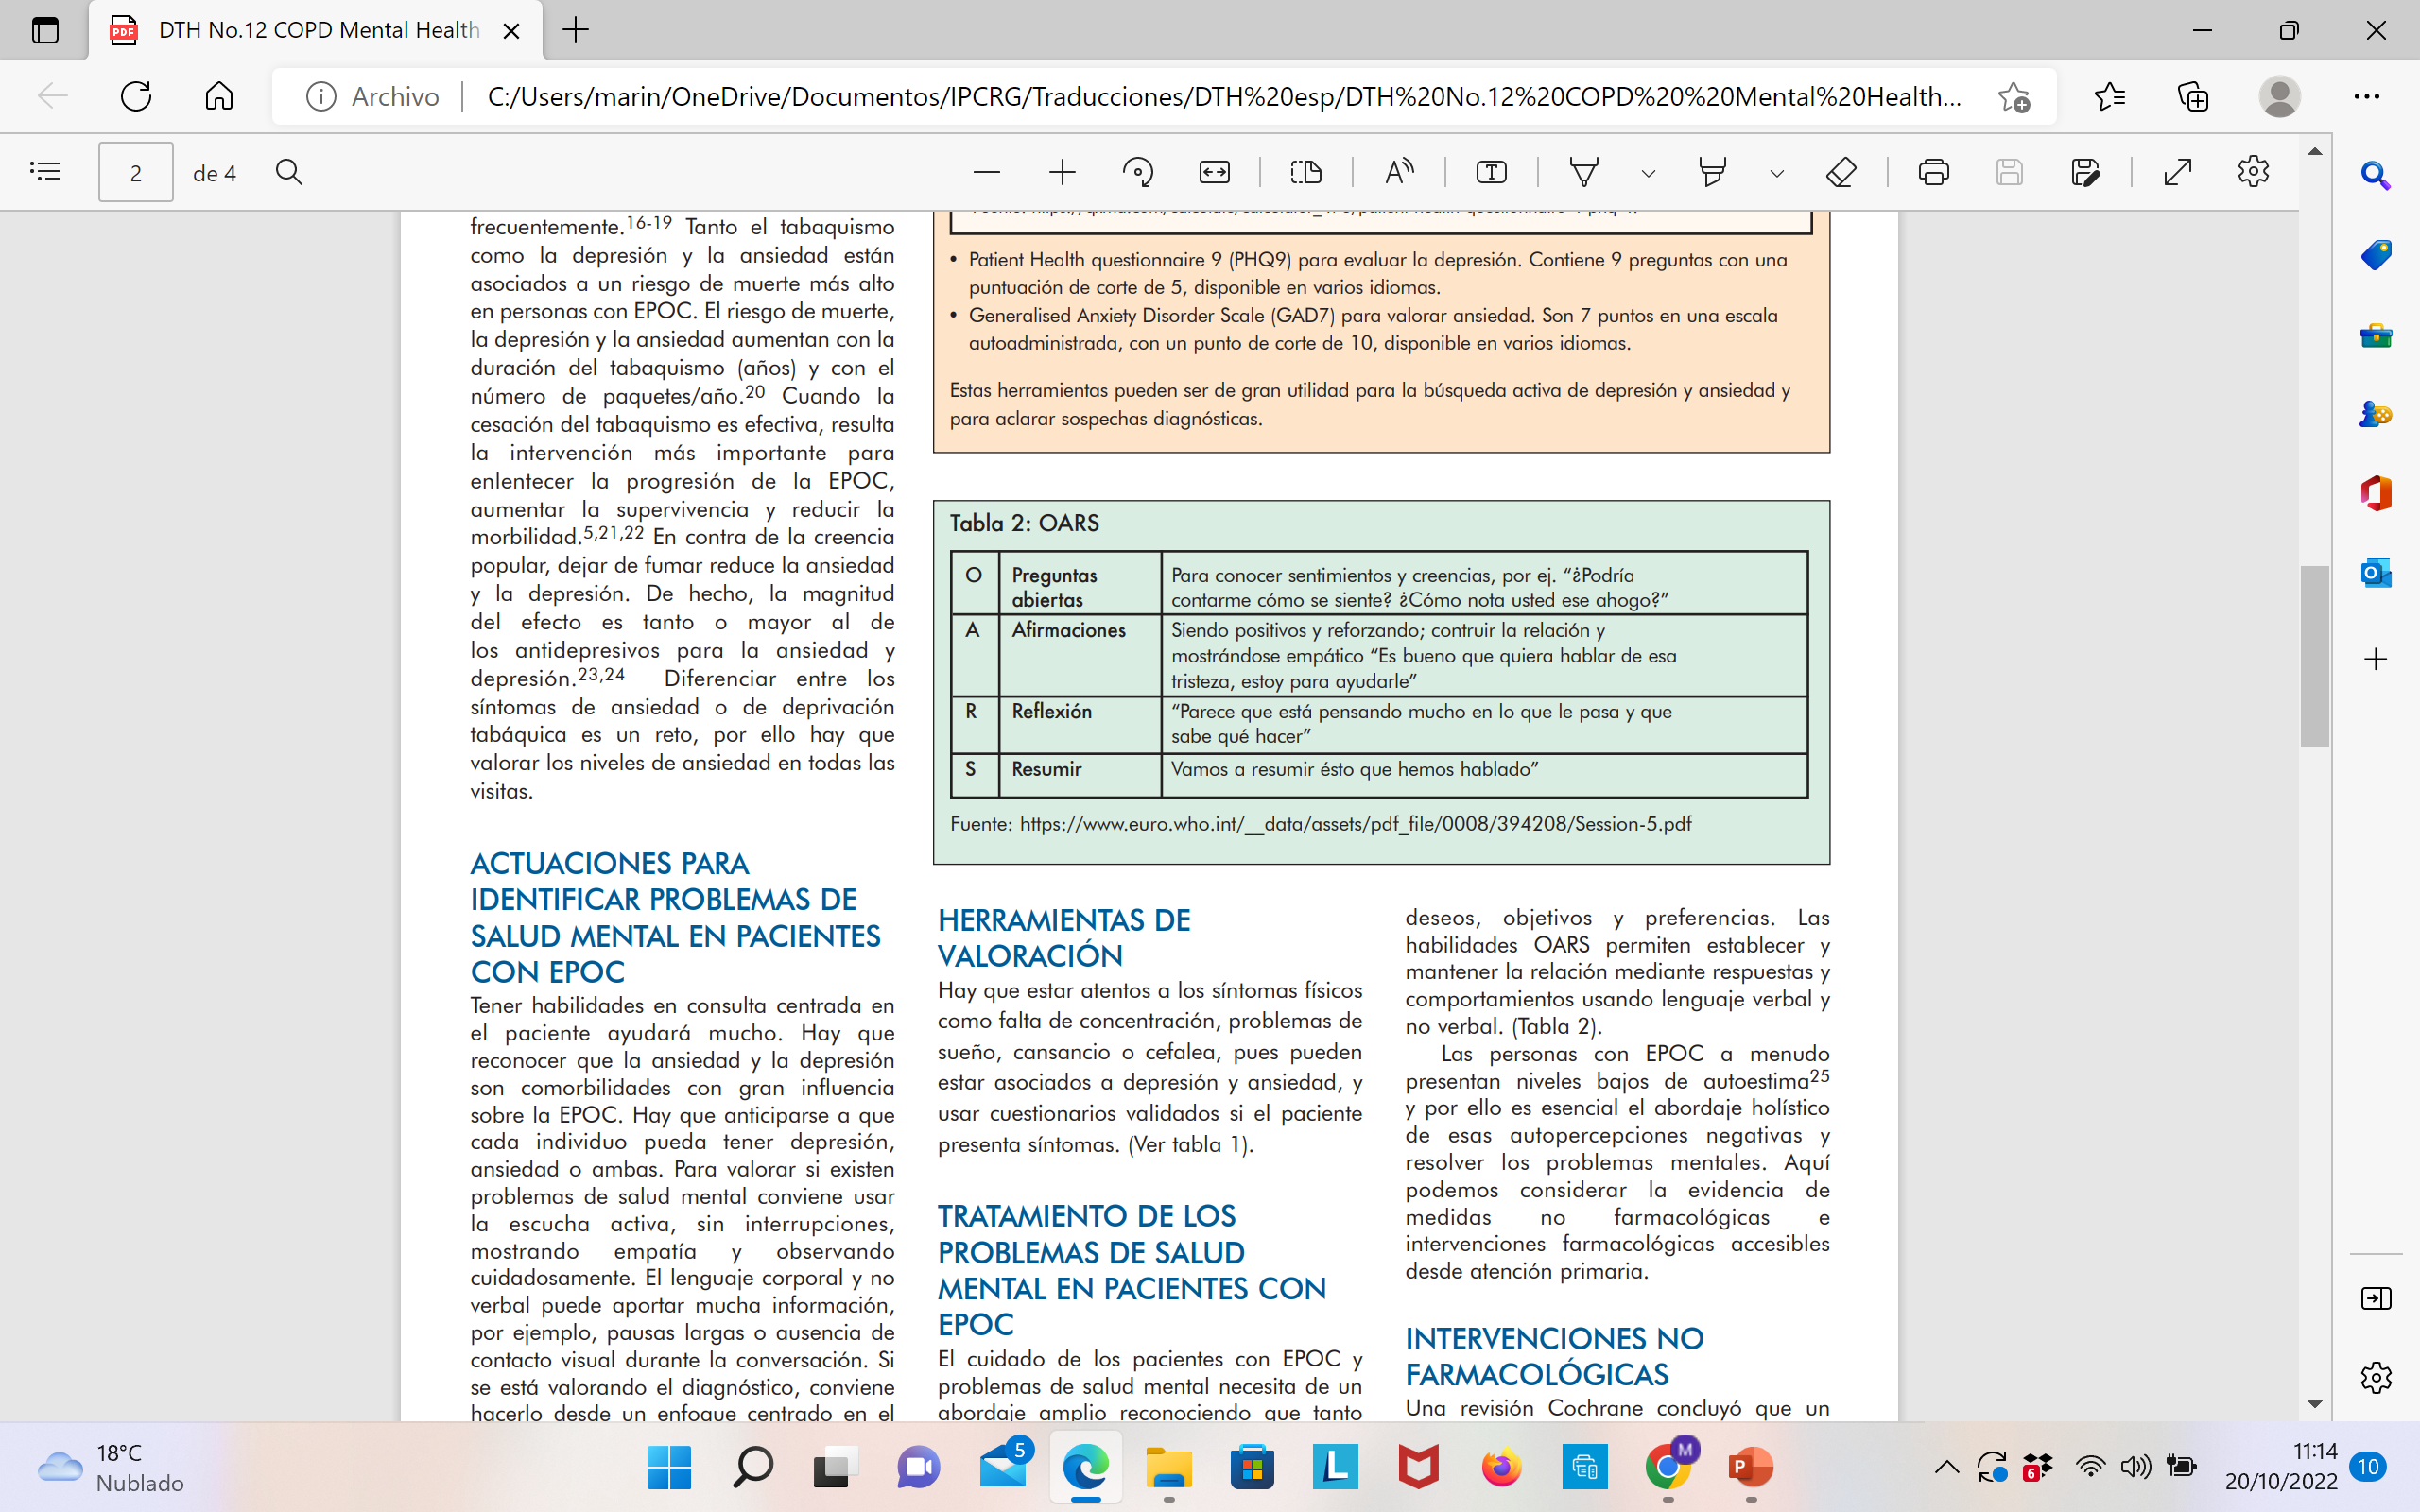 DTH No.12 COPD Mental Health
Archivo
C:/Users/marin/OneDrive/Documentos/IPCRG/Traducciones/DTH%20esp/DTH%20No.12%20COPD%20%20Mental%20Health...
2
de 4
frecuentemente.16-19 Tanto el tabaquismo
como la depresión y la ansiedad están
asociados a un riesgo de muerte más alto
en personas con EPOC. El riesgo de muerte,
la depresión y la ansiedad aumentan con la
duración del tabaquismo (años) y con el
número de paquetes/año.20 Cuando la
cesación del tabaquismo es efectiva, resulta
la intervención más importante para
enlentecer la progresión de la EPOC,
aumentar la supervivencia y reducir la
morbilidad.5,21,22 En contra de la creencia
popular, dejar de fumar reduce la ansiedad
y la depresión. De hecho, la magnitud
del efecto es tanto o mayor al de
los antidepresivos para la ansiedad y
depresión.23,24 Diferenciar entre los
síntomas de ansiedad o de deprivación
tabáquica es un reto, por ello hay que
valorar los niveles de ansiedad en todas las
visitas.
ACTUACIONES PARA
IDENTIFICAR PROBLEMAS DE
SALUD MENTAL EN PACIENTES
CON EPOC
Tener habilidades en consulta centrada en
el paciente ayudará mucho. Hay que
reconocer que la ansiedad y la depresión
son comorbilidades con gran influencia
sobre la EPOC. Hay que anticiparse a que
cada individuo pueda tener depresión,
ansiedad o ambas. Para valorar si existen
problemas de salud mental conviene usar
la escucha activa, sin interrupciones,
mostrando empatía y observando
cuidadosamente. El lenguaje corporal y no
verbal puede aportar mucha información,
por ejemplo, pausas largas o ausencia de
contacto visual durante la conversación. Si
se está valorando el diagnóstico, conviene
hacerlo desde un enfoque centrado en el
• Patient Health questionnaire 9 (PHQ9) para evaluar la depresión. Contiene 9 preguntas con una
puntuación de corte de 5, disponible en varios idiomas.
• Generalised Anxiety Disorder Scale (GAD7) para valorar ansiedad. Son 7 puntos en una escala
autoadministrada, con un punto de corte de 10, disponible en varios idiomas.
Estas herramientas pueden ser de gran utilidad para la búsqueda activa de depresión y ansiedad y
para aclarar sospechas diagnósticas.
Tabla 2: OARS
O Preguntas abiertas Para conocer sentimientos y creencias, por ej. “¿Podría
contarme cómo se siente? ¿Cómo nota usted ese ahogo?”
A Afirmaciones Siendo positivos y reforzando; contruir la relación y
mostrándose empático “Es bueno que quiera hablar de esa
tristeza, estoy para ayudarle”
R Reflexión “Parece que está pensando mucho en lo que le pasa y que
sabe qué hacer”
S Resumir Vamos a resumir ésto que hemos hablado”
Fuente: https://www.euro.who.int/__data/assets/pdf_file/0008/394208/Session-5.pdf
HERRAMIENTAS DE
VALORACIÓN
Hay que estar atentos a los síntomas físicos
como falta de concentración, problemas de
sueño, cansancio o cefalea, pues pueden
estar asociados a depresión y ansiedad, y
usar cuestionarios validados si el paciente
presenta síntomas. (Ver tabla 1).
TRATAMIENTO DE LOS
PROBLEMAS DE SALUD
MENTAL EN PACIENTES CON
EPOC
El cuidado de los pacientes con EPOC y
problemas de salud mental necesita de un
abordaje amplio reconociendo que tanto
deseos, objetivos y preferencias. Las
habilidades OARS permiten establecer y
mantener la relación mediante respuestas y
comportamientos usando lenguaje verbal y
no verbal. (Tabla 2).
Las personas con EPOC a menudo
presentan niveles bajos de autoestima25
y por ello es esencial el abordaje holístico
de esas autopercepciones negativas y
resolver los problemas mentales. Aquí
podemos considerar la evidencia de
medidas no farmacológicas e
intervenciones farmacológicas accesibles
desde atención primaria.
INTERVENCIONES NO
FARMACOLÓGICAS
Una revisión Cochrane concluyó que un
18°C
Nublado
5
M
6
11:14
20/10/2022
10